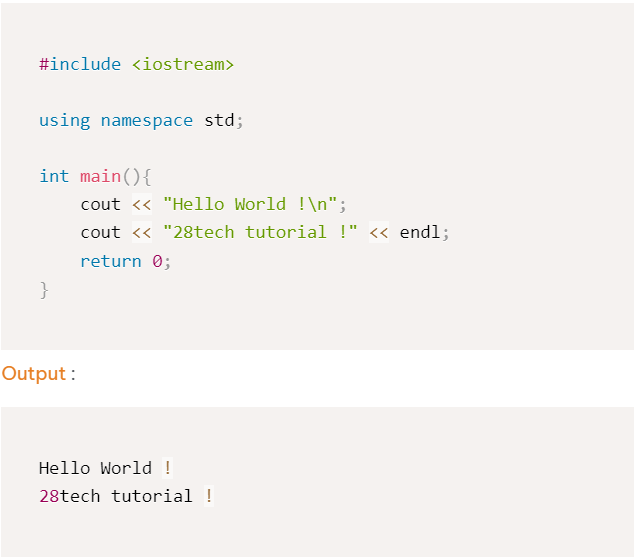 #include <iostream>
using namespace std;
int main(){
    cout << "Hello World !\n";
    cout << "28tech tutorial !" << endl;
    return 0;
}
Output :
Hello World !
28tech tutorial !